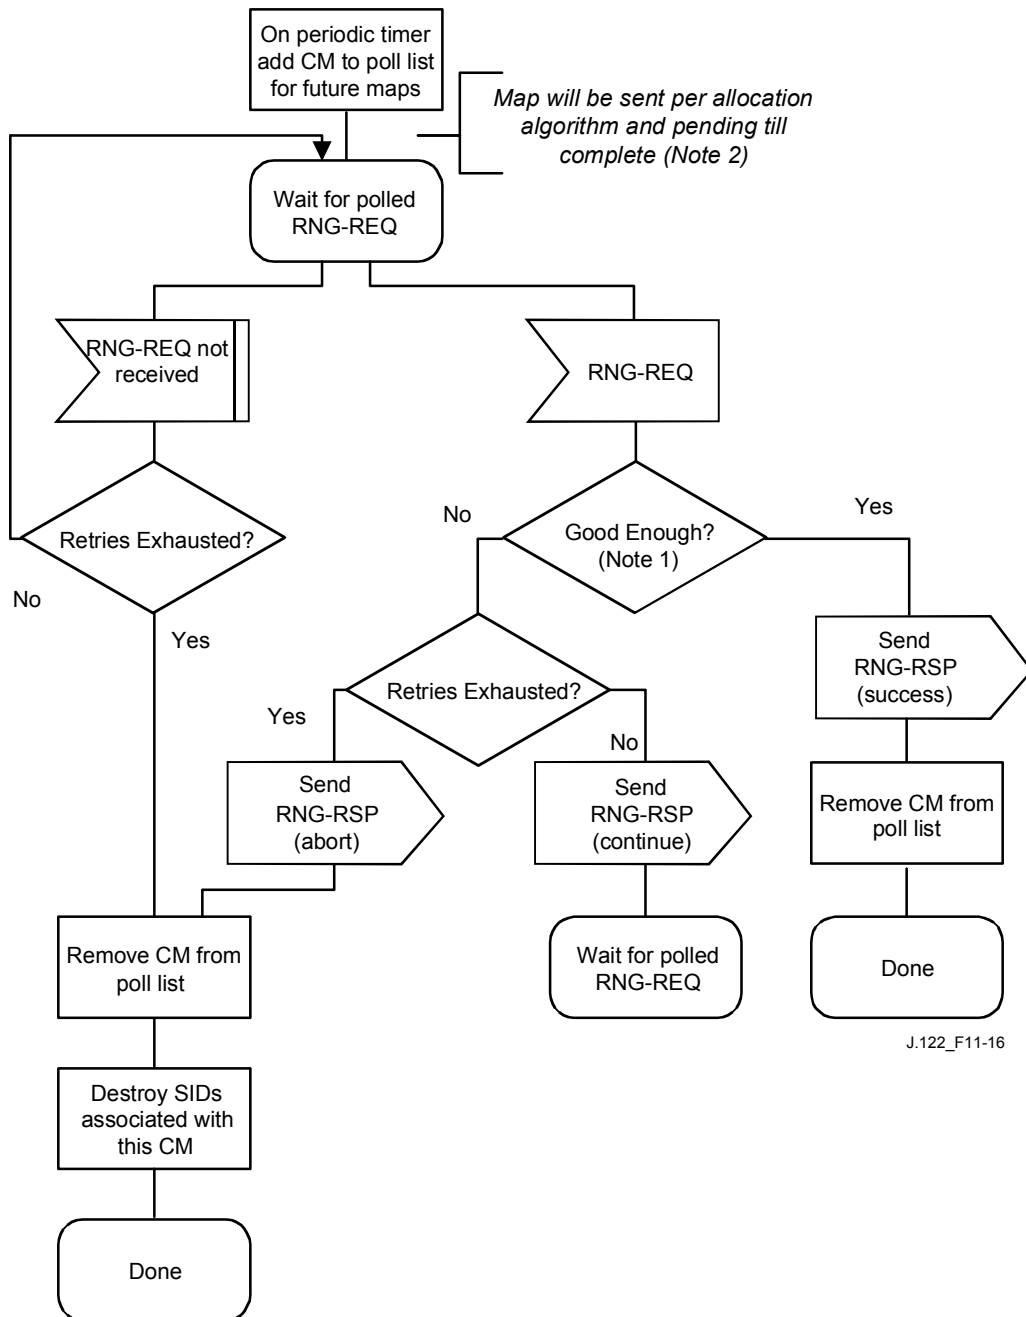 On periodic timer
add CM to poll list
for future maps
Map will be sent per allocation
algorithm and pending till
complete (Note 2)
Wait for polled
RNG-REQ
RNG-REQ not
received
RNG-REQ
Retries Exhausted?
No
Yes
Good Enough?
(Note 1)
No
Yes
Retries Exhausted?
Yes
No
Send
RNG-RSP
(success)
Send
RNG-RSP
(abort)
Send
RNG-RSP
(continue)
Remove CM from
poll list
Remove CM from
poll list
Wait for polled
RNG-REQ
Done
J.122_F11-16
Destroy SIDs
associated with
this CM
Done